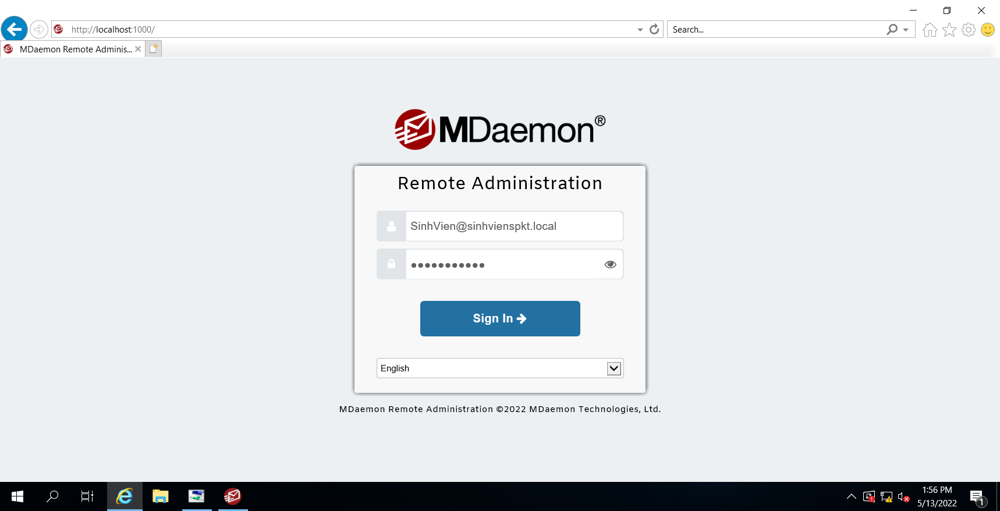 http://localhost:1000/
Search...
MDaemon Remote Adminis...
MDaemon®
Remote Administration
SinhVien@sinhvienspkt.local
Sign In
English
MDaemon Remote Administration ©2022 MDaemon Technologies, Ltd.
1:56 PM
5/13/2022
1